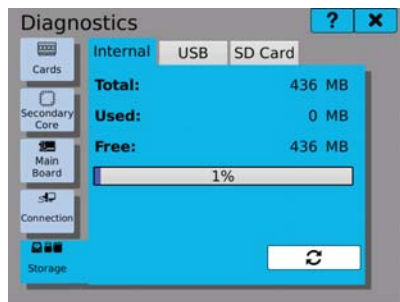 Diagnostics
? X
Internal USB SD Card
Cards
Total: 436 MB
Secondary
Core
Used: 0 MB
Main
Board
Free: 436 MB
1%
Connection
Storage